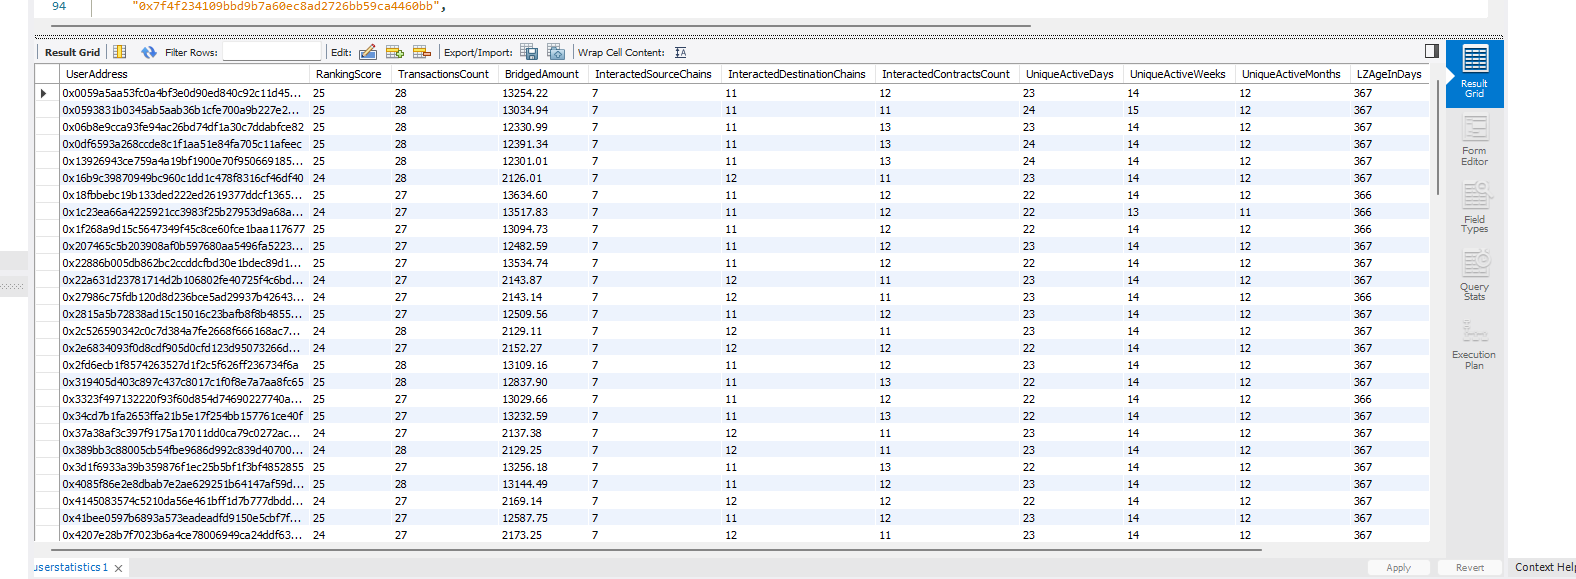 94 "0x7f4f234109bbd9b7a60ec8ad2726bb59ca4460bb",
Result Grid Filter Rows: Edit: Export/Import: Wrap Cell Content:
UserAddress RankingScore TransactionsCount BridgedAmount InteractedSourceChains InteractedDestinationChains InteractedContractsCount UniqueActiveDays UniqueActiveWeeks UniqueActiveMonths LZAgeInDays
0x0059a5aa53fc0a4bf3e0d90ed840c92c11d45... 25 28 13254.22 7 11 12 23 14 12 367
0x0593831b0345ab5aab36b1cfe700a9b227e2... 25 28 13034.94 7 11 11 24 15 12 367
0x06b8e9cca93fe94ac26bd74df1a30c7ddabfce82 25 28 12330.99 7 11 13 23 14 12 367
0x0df6593a268ccde8c1f1aa51e84fa705c11afeec 25 28 12391.34 7 11 13 24 14 12 367
0x13926943ce759a4a19bf1900e70f950669185... 25 28 12301.01 7 11 13 24 14 12 367
0x16b9c39870949bc960c1dd1c478f8316cf46df40 24 28 2126.01 7 12 11 23 14 12 367
0x18fbbebc19b133ded222ed2619377ddcf1365... 25 27 13634.60 7 11 12 22 14 12 366
0x1c23ea66a4225921cc3983f25b27953d9a68a... 24 27 13517.83 7 11 12 22 13 11 366
0x1f268a9d15c5647349f45c8ce60fce1baa117677 25 27 13094.73 7 11 12 22 14 12 366
0x207465c5b203908af0b597680aa5496fa5223... 25 27 12482.59 7 11 12 23 14 12 367
0x22886b005db862bc2ccddcfbd30e1bdec89d1... 25 27 13534.74 7 11 12 22 14 12 367
0x22a631d23781714d2b106802fe40725f4c6bd... 24 27 2143.87 7 12 11 23 14 12 367
0x27986c75fdb120d8d236bce5ad29937b42643... 24 27 2143.14 7 12 11 23 14 12 366
0x2815a5b72838ad15c15016c23bafb8f8b4855... 25 27 12509.56 7 11 12 23 14 12 367
0x2c526590342c0c7d384a7fe2668f666168ac7... 24 28 2129.11 7 12 11 23 14 12 367
0x2e6834093f0d8cdf905d0cfd123d95073266d... 24 27 2152.27 7 12 12 22 14 12 367
0x2fd6ecb1f8574263527d1f2c5f626ff236734f6a 25 28 13109.16 7 11 12 23 14 12 367
0x319405d403c897c437c8017c1f0f8e7a7aa8fc65 25 28 12837.90 7 11 13 22 14 12 367
0x3323f497132220f93f60d854d74690227740a... 25 27 13029.66 7 11 12 22 14 12 366
0x34cd7b1fa2653ffa21b5e17f254bb157761ce40f 25 27 13232.59 7 11 13 22 14 12 367
0x37a38af3c397f9175a17011dd0ca79c0272ac... 24 27 2137.38 7 12 11 23 14 12 367
0x389bb3c88005cb54fbe9686d992c839d40700... 24 28 2129.25 7 12 11 23 14 12 367
0x3d1f6933a39b359876f1ec25b5bf1f3bf4852855 25 27 13256.18 7 11 13 22 14 12 367
0x4085f86e2e8dbab7e2ae629251b64147af59d... 25 28 13144.49 7 11 12 23 14 12 367
0x4145083574c5210da56e461bff1d7b777dbdd... 24 27 2169.14 7 12 12 22 14 12 367
0x41bee0597b6893a573eadeadfd9150e5cbf7f... 25 27 12587.75 7 11 12 23 14 12 367
0x4207e28b7f7023b6a4ce78006949ca24ddf63... 24 27 2173.25 7 12 11 23 14 12 367
Result
Grid
Form
Editor
Field
Types
Query
Stats
Execution
Plan
userstatistics 1 Apply Revert Context Help